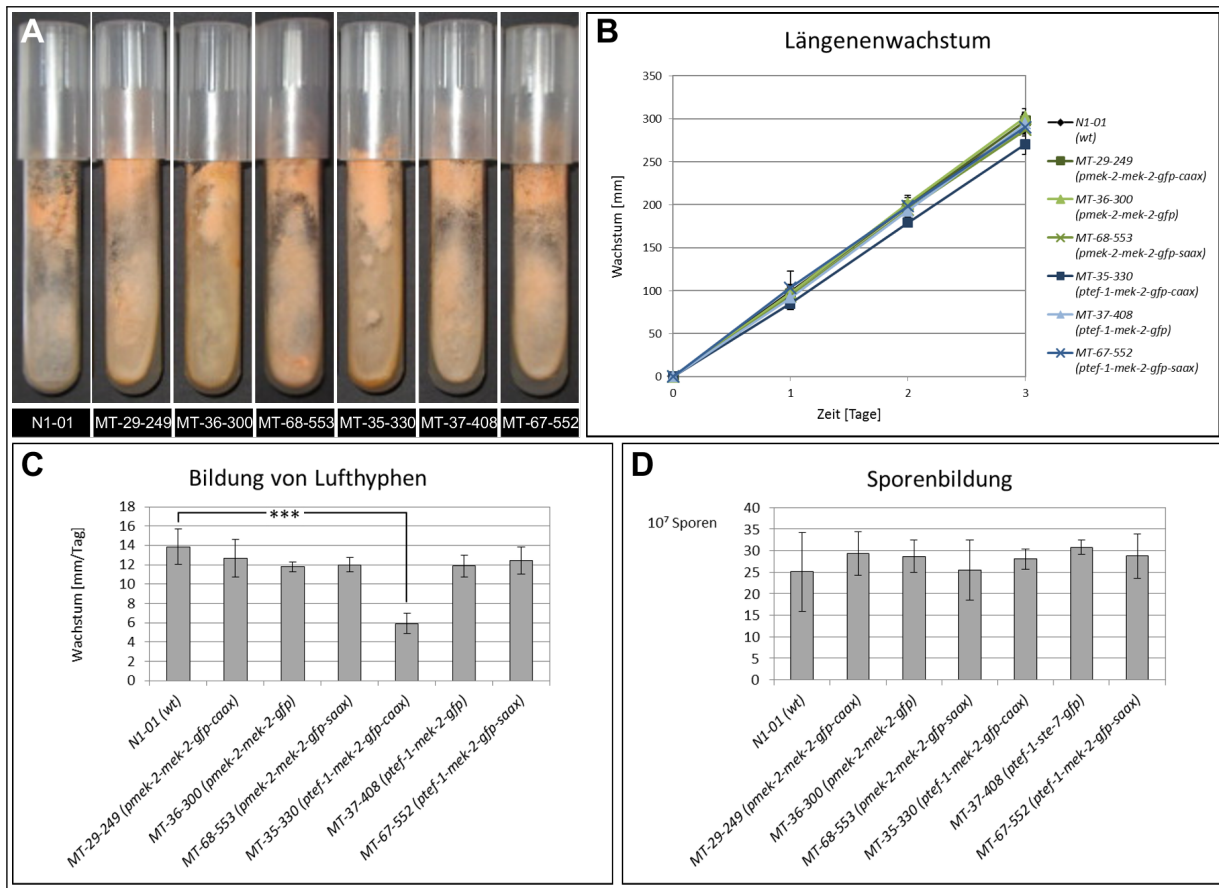 A
N1-01
MT-29-249
MT-36-300
MT-68-553
MT-35-330
MT-37-408
MT-67-552
B
Längenenwachstum
Wachstum [mm]
350
300
250
200
150
100
50
0
0
1
2
3
Zeit [Tage]
N1-01
(wt)
MT-29-249
(pmek-2-mek-2-gfp-caax)
MT-36-300
(pmek-2-mek-2-gfp)
MT-68-553
(pmek-2-mek-2-gfp-saax)
MT-35-330
(ptef-1-mek-2-gfp-caax)
MT-37-408
(ptef-1-mek-2-gfp)
MT-67-552
(ptef-1-mek-2-gfp-saax)
C
Bildung von Lufthyphen
Wachstum [mm/Tag]
18
16
14
12
10
8
6
4
2
0
***
N1-01 (wt)
MT-29-249 (pmek-2-mek-2-gfp-caax)
MT-36-300 (pmek-2-mek-2-gfp)
MT-68-553 (pmek-2-mek-2-gfp-saax)
MT-35-330 (ptef-1-mek-2-gfp-caax)
MT-37-408 (ptef-1-mek-2-gfp)
MT-67-552 (ptef-1-mek-2-gfp-saax)
D
Sporenbildung
10⁷ Sporen
40
35
30
25
20
15
10
5
0
N1-01 (wt)
MT-29-249 (pmek-2-mek-2-gfp-caax)
MT-36-300 (pmek-2-mek-2-gfp)
MT-68-553 (pmek-2-mek-2-gfp-saax)
MT-35-330 (ptef-1-mek-2-gfp-caax)
MT-37-408 (ptef-1-ste-7-gfp)
MT-67-552 (ptef-1-mek-2-gfp-saax)